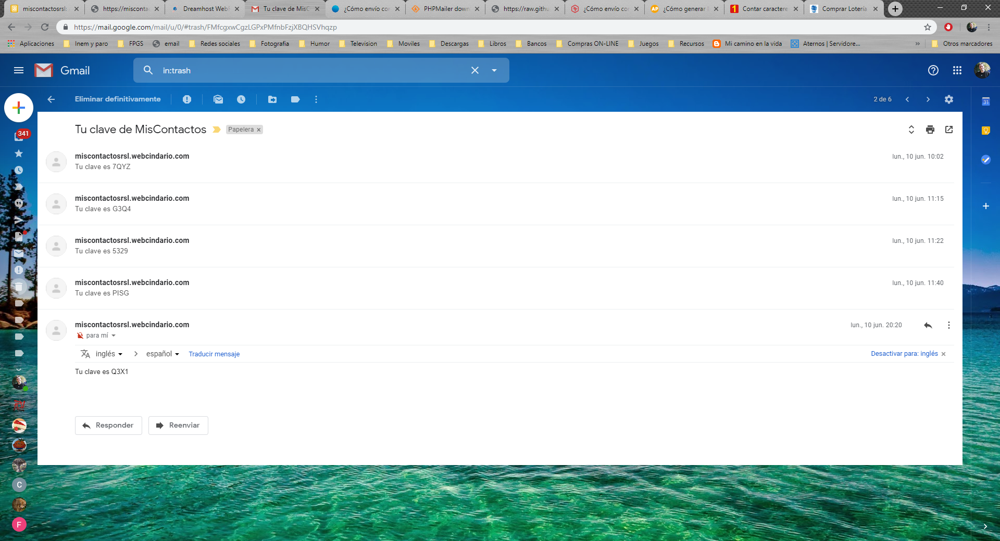 miscontactosrsl:
https://misconta
Dreamhost Webf
Tu clave de MisC
¿Cómo envío co
PHPMailer down
https://raw.githu
¿Cómo envío co
¿Cómo generar
Contar caractere
Comprar Lotería
https://mail.google.com/mail/u/0/#trash/FMfcgxwCgzLGPxPMfnbFzjXBQHSVhqzp
Aplicaciones
Inem y paro
FPGS
email
Redes sociales
Fotografia
Humor
Television
Moviles
Descargas
Libros
Bancos
Compras ON-LINE
Juegos
Recursos
Mi camino en la vida
Aternos | Servidore...
»
Otros marcadores
Gmail
in:trash
Eliminar definitivamente
2 de 6
31
341
Tu clave de MisContactos
Papelera ×
miscontactosrsl.webcindario.com
lun., 10 jun. 10:02
Tu clave es 7QYZ
miscontactosrsl.webcindario.com
lun., 10 jun. 11:15
Tu clave es G3Q4
miscontactosrsl.webcindario.com
lun., 10 jun. 11:22
Tu clave es 5329
miscontactosrsl.webcindario.com
lun., 10 jun. 11:40
Tu clave es PISG
miscontactosrsl.webcindario.com
lun., 10 jun. 20:20
para mí
inglés > español Traducir mensaje
Desactivar para: inglés ×
Tu clave es Q3X1
Responder
Reenviar
C
F